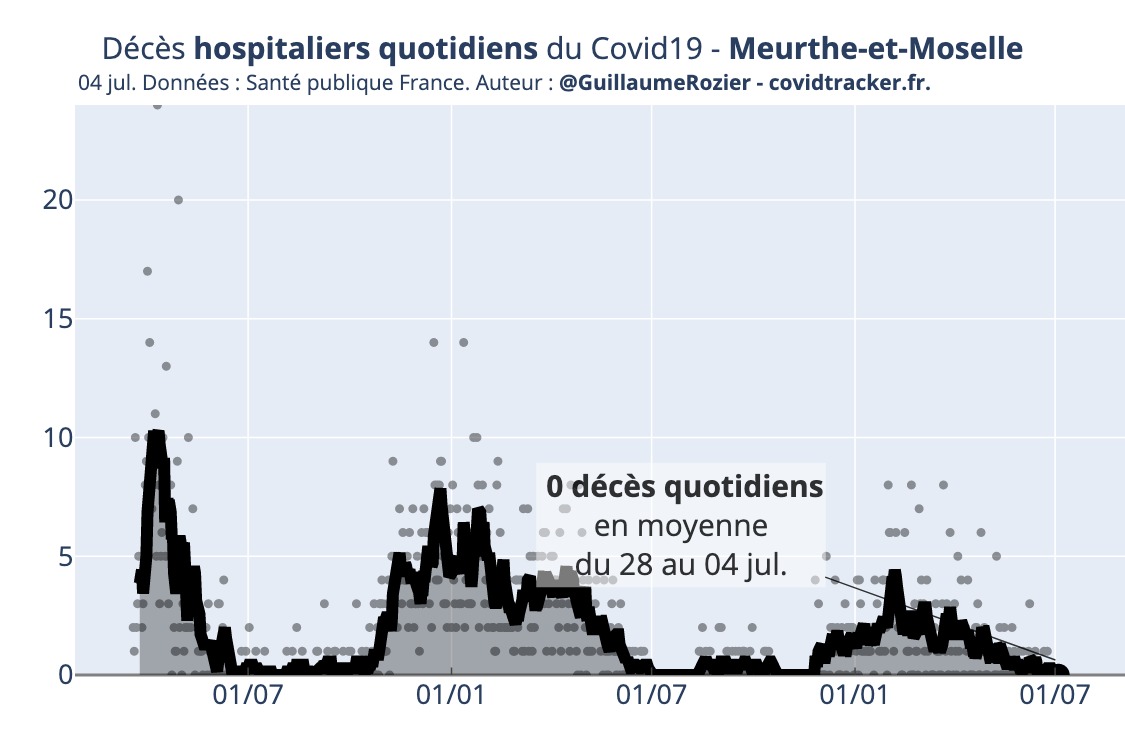 Décès hospitaliers quotidiens du Covid19 - Meurthe-et-Moselle
04 jul. Données : Santé publique France. Auteur : @GuillaumeRozier - covidtracker.fr.
20
15
10
5
0
0 décès quotidiens
en moyenne
du 28 au 04 jul.
01/07 01/01 01/07 01/01 01/07